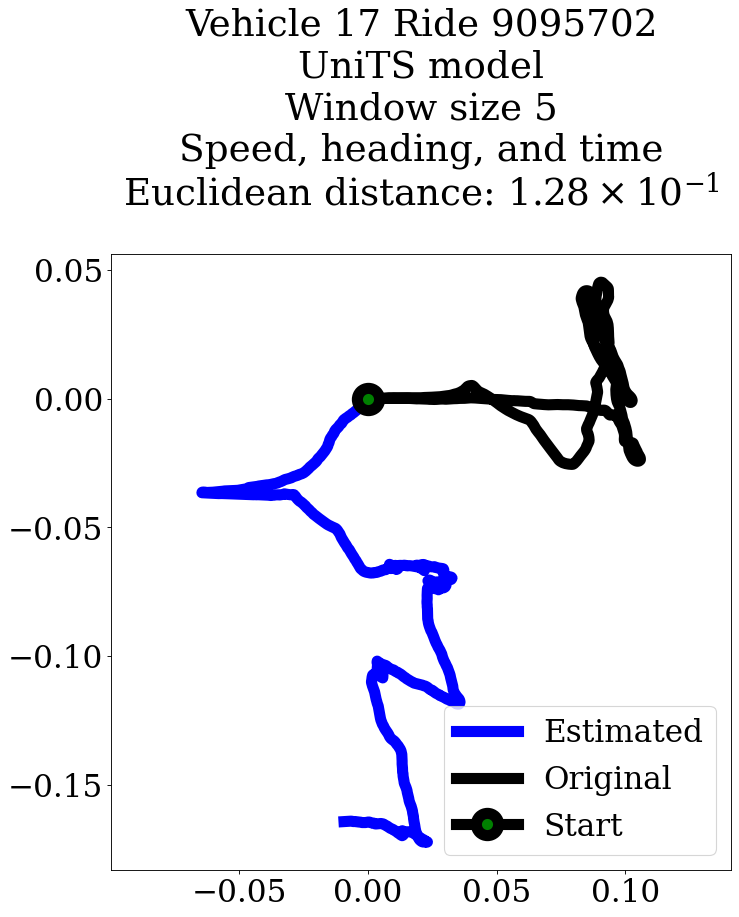 Vehicle 17 Ride 9095702
UniTS model
Window size 5
Speed, heading, and time
Euclidean distance: 1.28 × 10⁻¹
0.05
0.00
−0.05
−0.10
−0.15
Estimated
Original
Start
−0.05 0.00 0.05 0.10